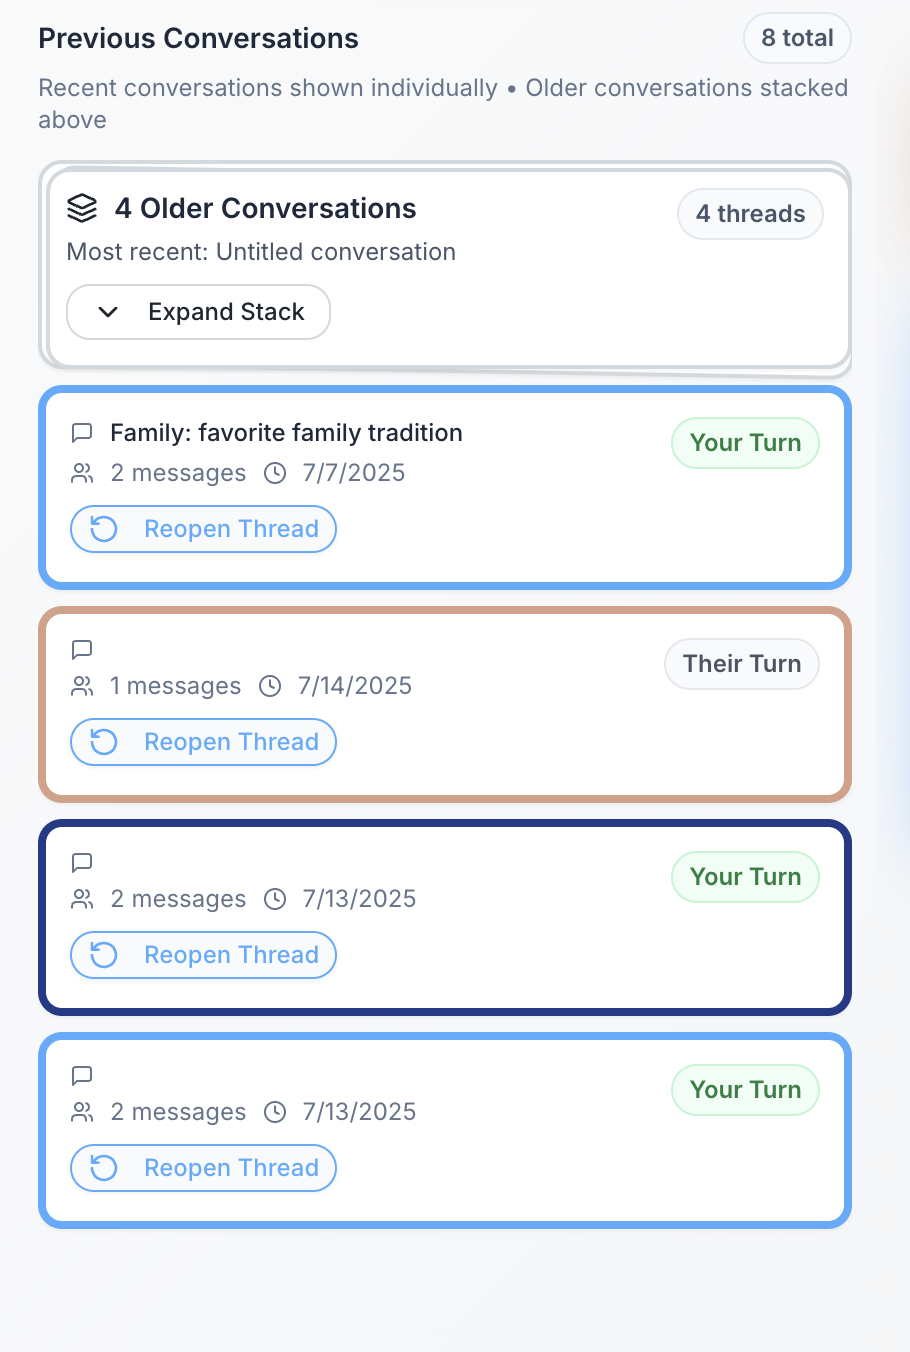 Previous Conversations
8 total
Recent conversations shown individually • Older conversations stacked
above
4 Older Conversations
4 threads
Most recent: Untitled conversation
Expand Stack
Family: favorite family tradition
Your Turn
2 messages 7/7/2025
Reopen Thread
Their Turn
1 messages 7/14/2025
Reopen Thread
Your Turn
2 messages 7/13/2025
Reopen Thread
Your Turn
2 messages 7/13/2025
Reopen Thread